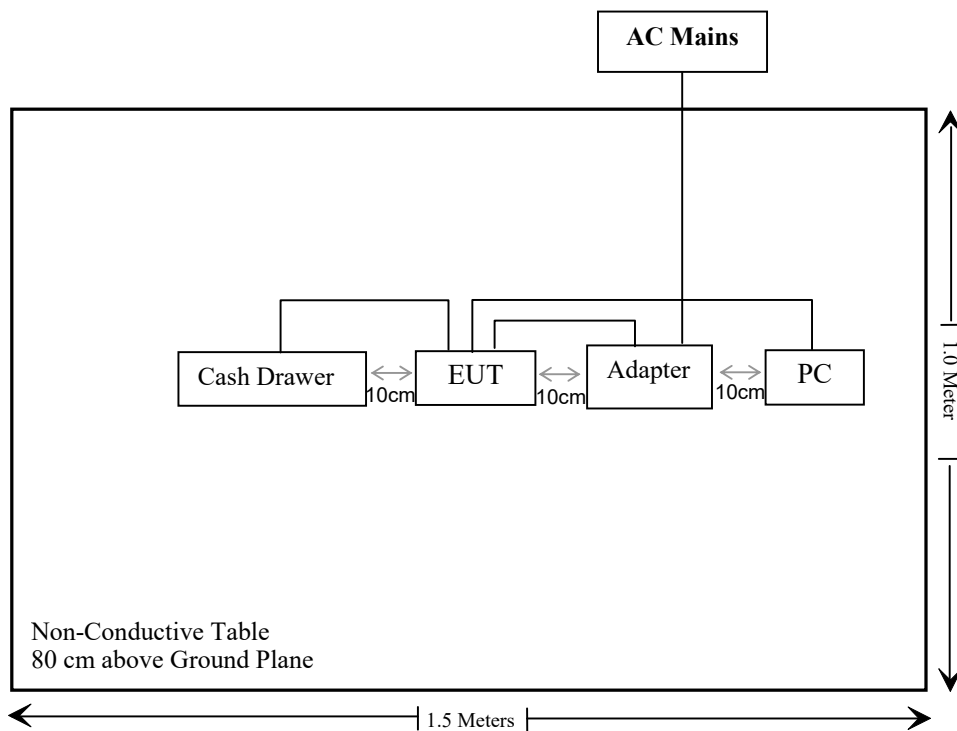 AC Mains
Cash Drawer
EUT
Adapter
PC
10cm
10cm
10cm
1.0 Meter
Non-Conductive Table
80 cm above Ground Plane
1.5 Meters